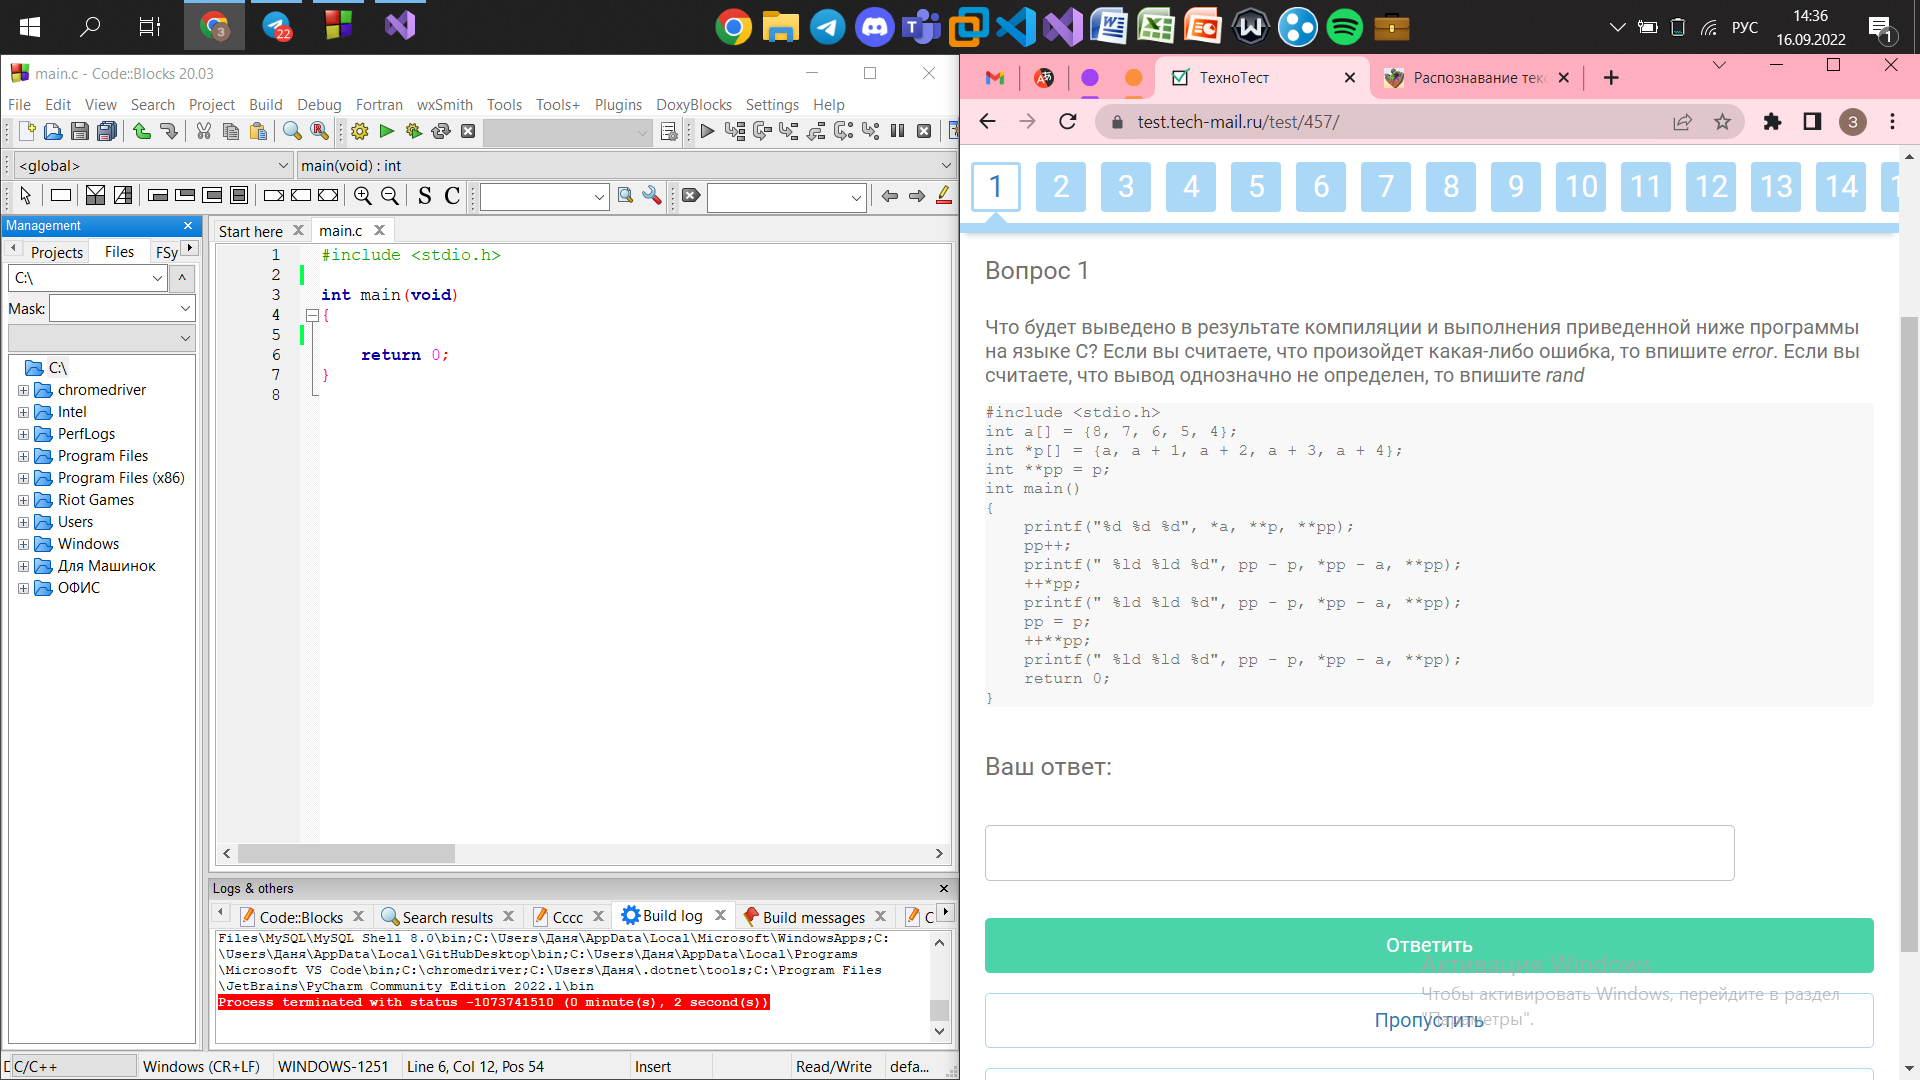 3
22
РУС
14:36
16.09.2022
1
main.c - Code::Blocks 20.03
File Edit View Search Project Build Debug Fortran wxSmith Tools Tools+ Plugins DoxyBlocks Settings Help
<global>
main(void) : int
S C
Management
Projects Files FSy
C:\
Mask:
C:\
chromedriver
Intel
PerfLogs
Program Files
Program Files (x86)
Riot Games
Users
Windows
Для Машинок
ОФИС
Start here main.c
1 #include <stdio.h>
2
3 int main(void)
4 {
5
6 return 0;
7 }
8
Logs & others
Code::Blocks Search results Cccc Build log Build messages C
Files\MySQL\MySQL Shell 8.0\bin;C:\Users\Даня\AppData\Local\Microsoft\WindowsApps;C:
\Users\Даня\AppData\Local\GitHubDesktop\bin;C:\Users\Даня\AppData\Local\Programs
\Microsoft VS Code\bin;C:\chromedriver;C:\Users\Даня\.dotnet\tools;C:\Program Files
\JetBrains\PyCharm Community Edition 2022.1\bin
Process terminated with status -1073741510 (0 minute(s), 2 second(s))
C/C++ Windows (CR+LF) WINDOWS-1251 Line 6, Col 12, Pos 54 Insert Read/Write defa...
ТехноТест
Распознавание текс
test.tech-mail.ru/test/457/
3
1 2 3 4 5 6 7 8 9 10 11 12 13 14 1
Вопрос 1
Что будет выведено в результате компиляции и выполнения приведенной ниже программы
на языке C? Если вы считаете, что произойдет какая-либо ошибка, то впишите error. Если вы
считаете, что вывод однозначно не определен, то впишите rand
#include <stdio.h>
int a[] = {8, 7, 6, 5, 4};
int *p[] = {a, a + 1, a + 2, a + 3, a + 4};
int **pp = p;
int main()
{
printf("%d %d %d", *a, **p, **pp);
pp++;
printf(" %ld %ld %d", pp - p, *pp - a, **pp);
++*pp;
printf(" %ld %ld %d", pp - p, *pp - a, **pp);
pp = p;
++**pp;
printf(" %ld %ld %d", pp - p, *pp - a, **pp);
return 0;
}
Ваш ответ:
Ответить
Активация Windows
Чтобы активировать Windows, перейдите в раздел
"Параметры".
Пропустить